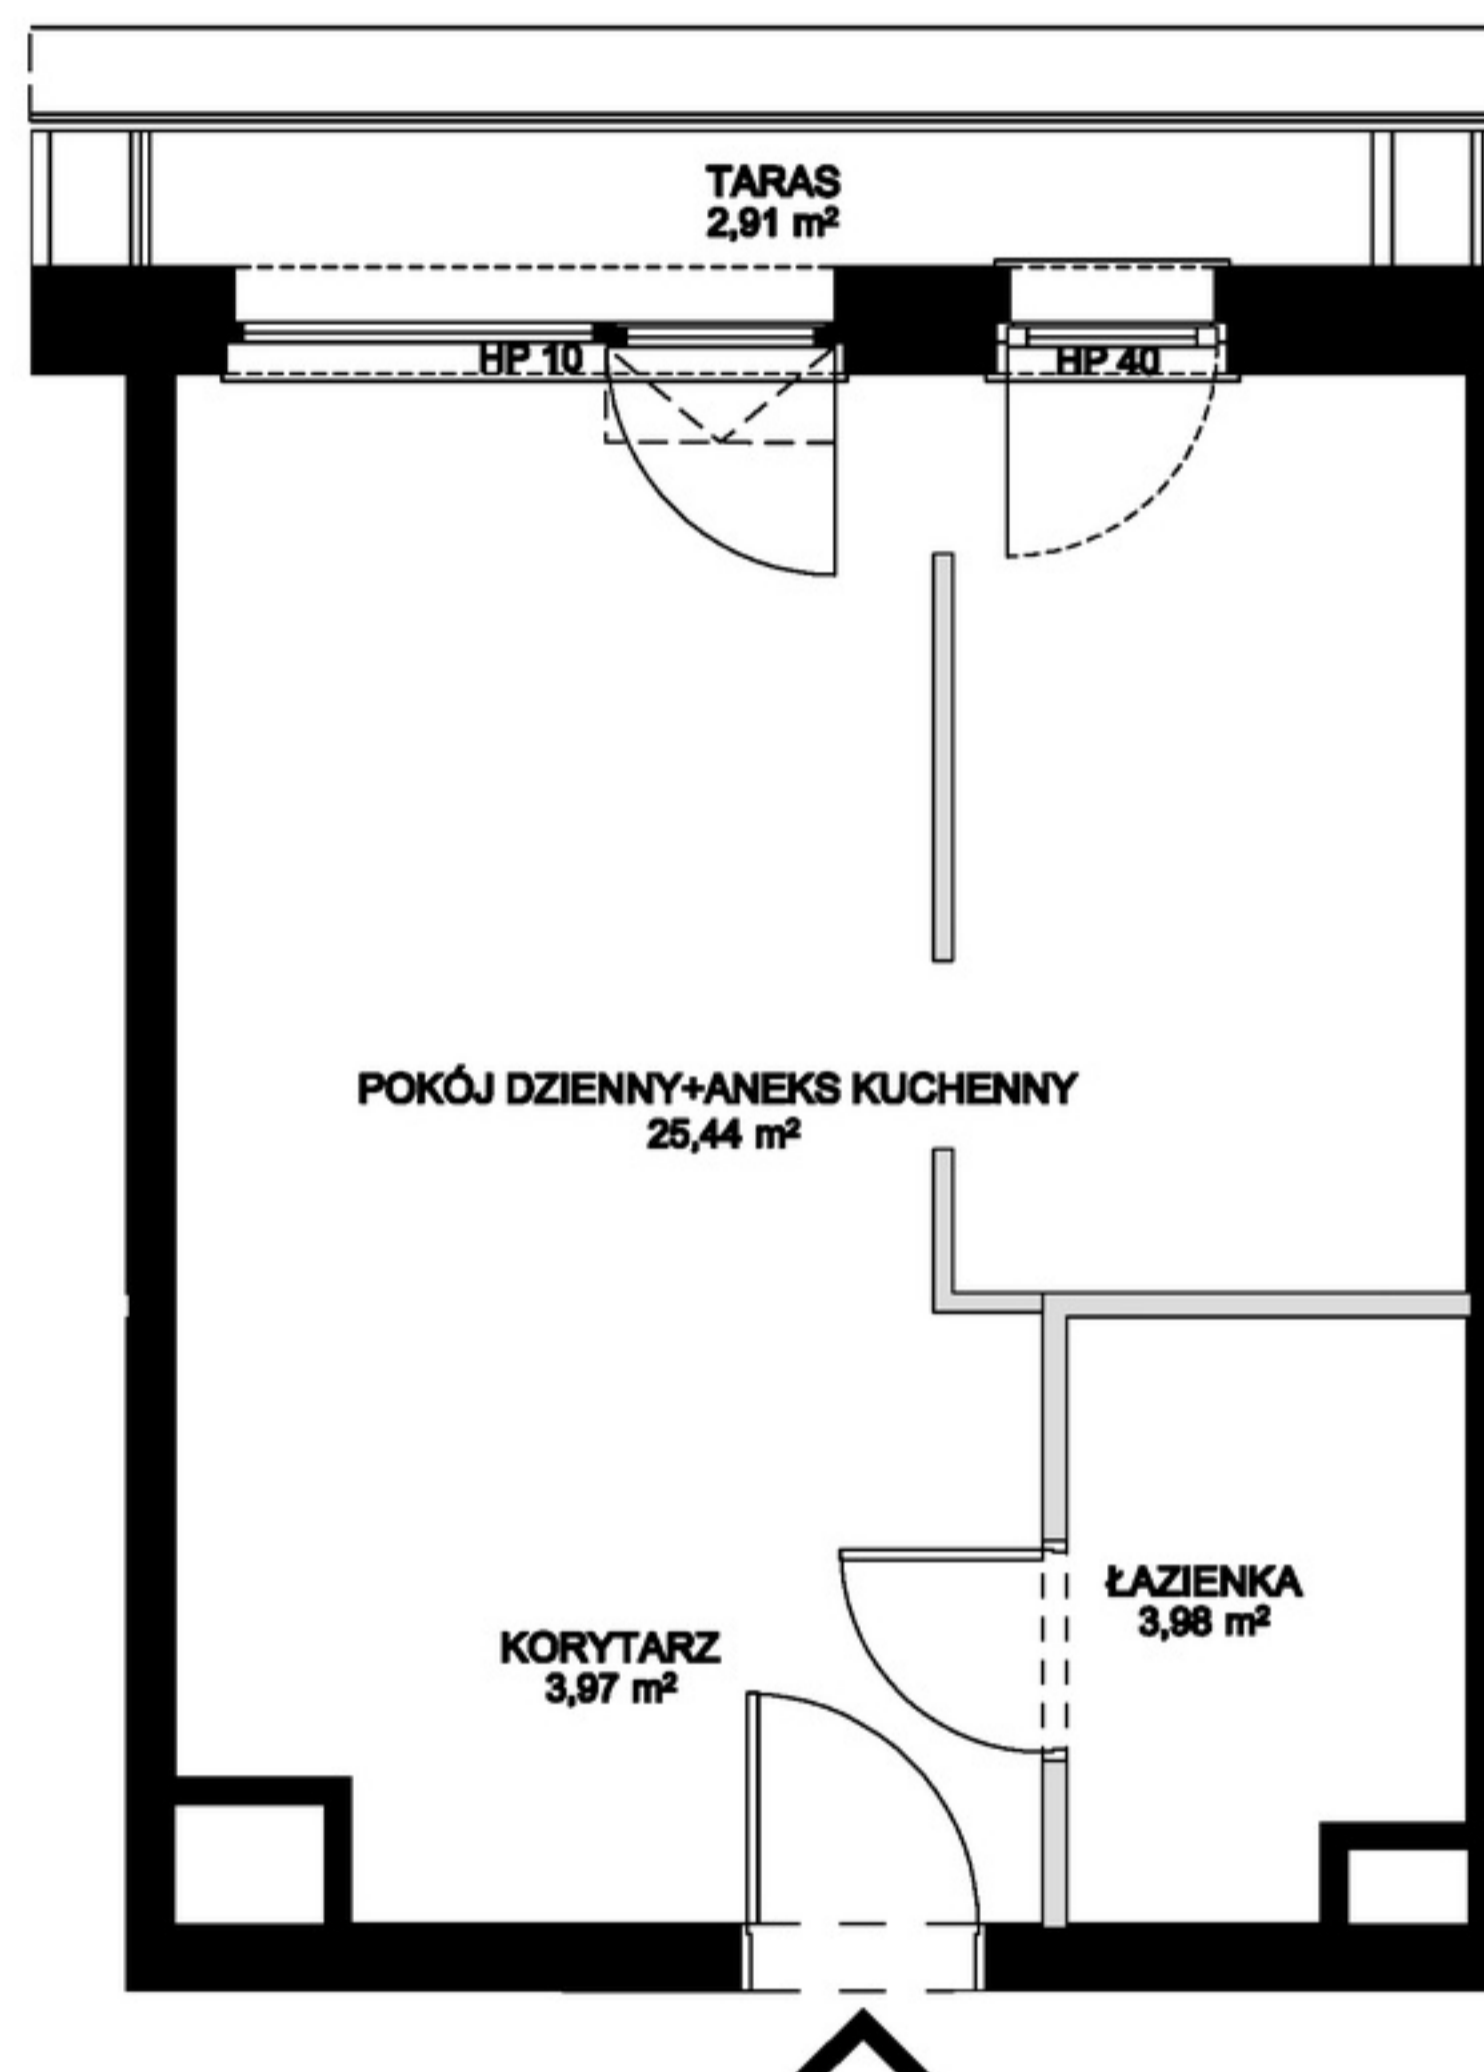 TARAS
2,91 m²
HP 10
HP 40
POKÓJ DZIENNY+ANEKS KUCHENNY
25,44 m²
ŁAZIENKA
3,98 m²
KORYTARZ
3,97 m²